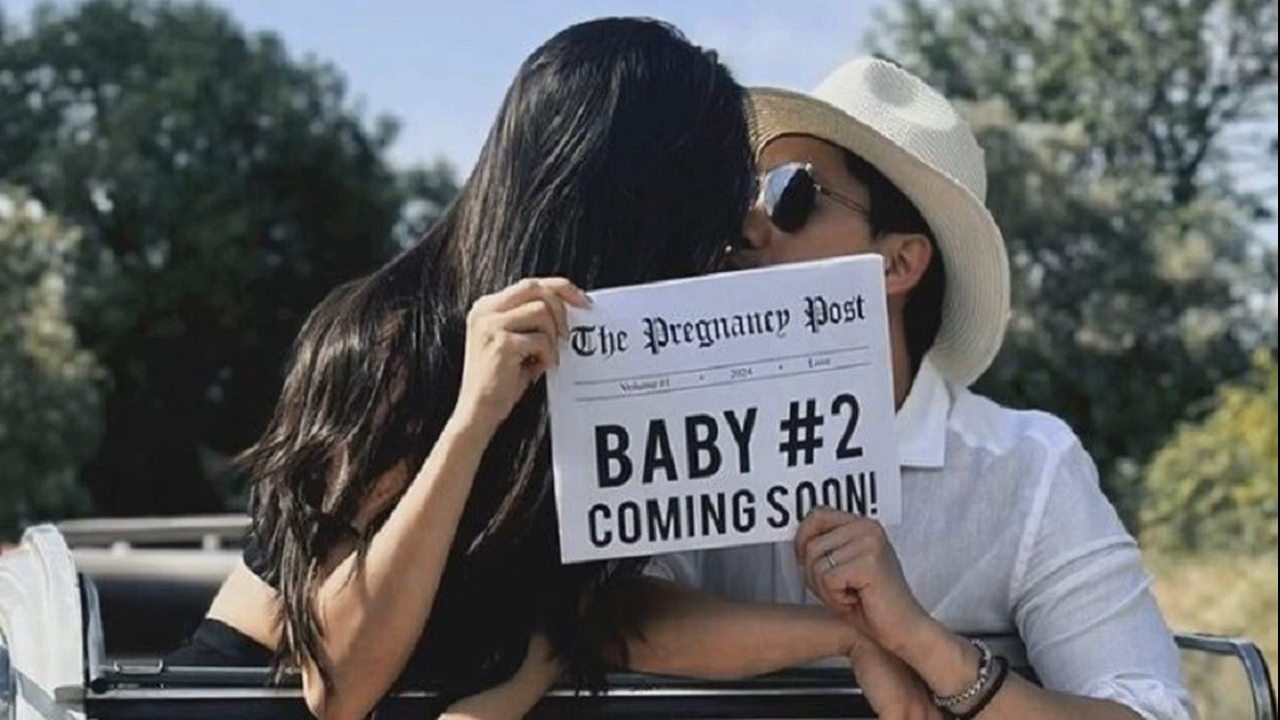 The Pregnancy Post
Volume #1 • 2024 •
BABY #2
COMING SOON!